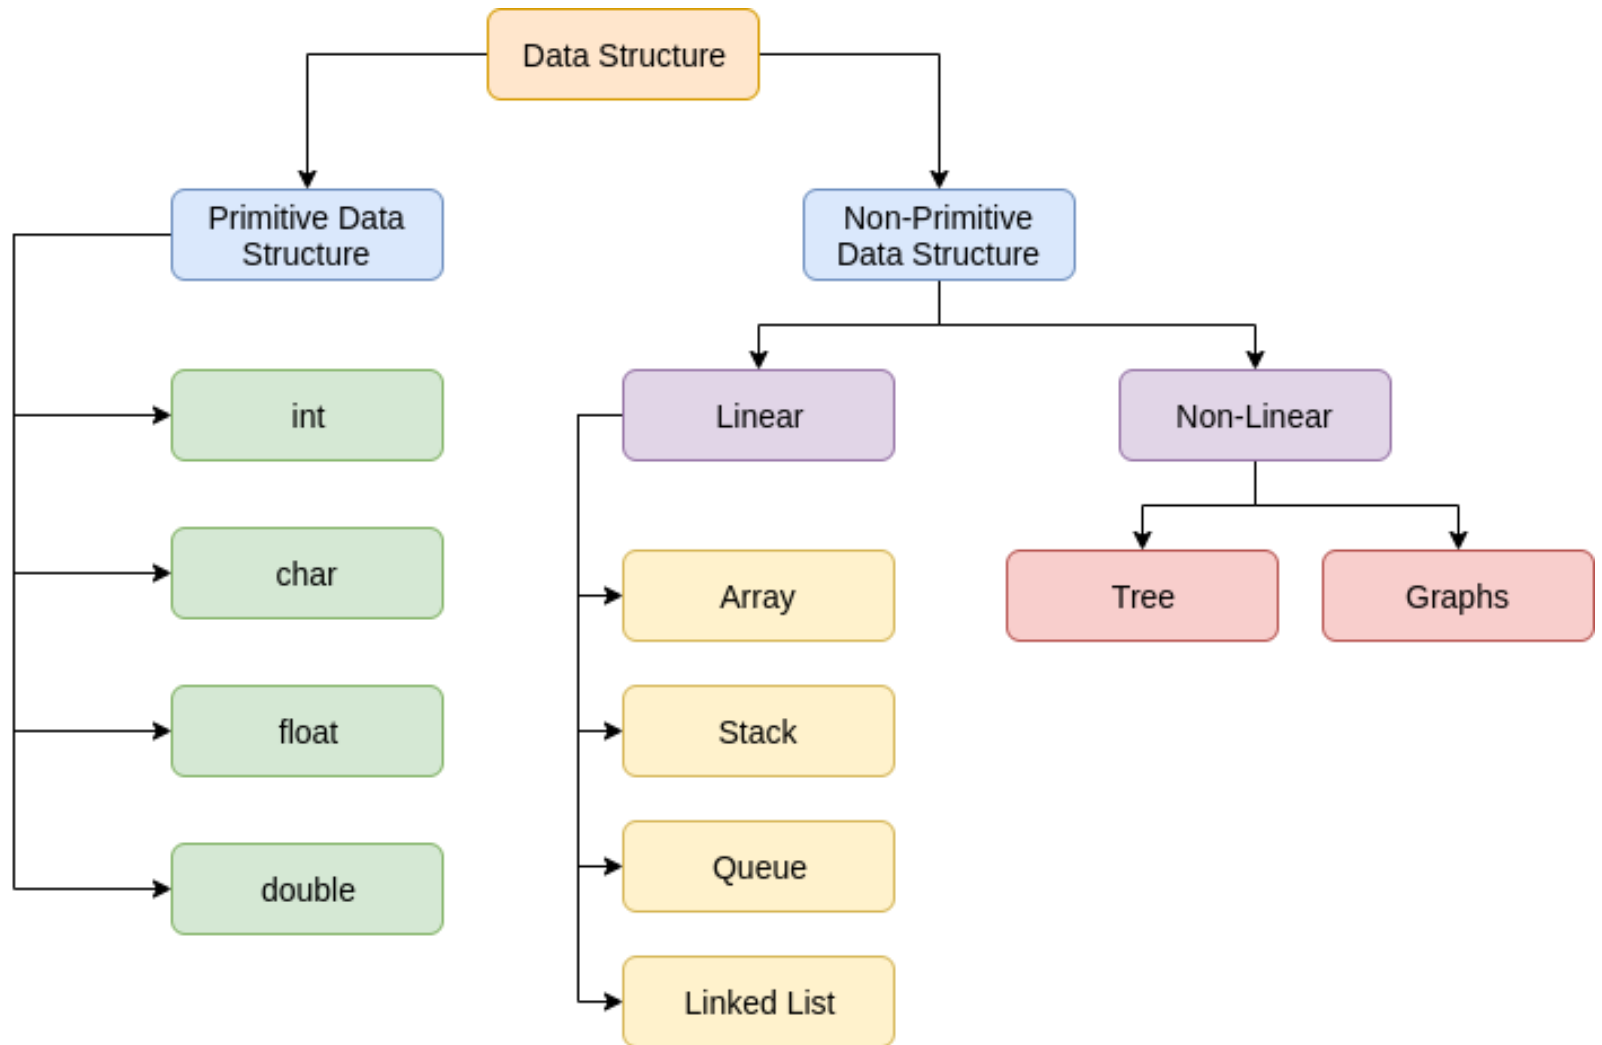 Data Structure
Primitive Data
Structure
Non-Primitive
Data Structure
int
Linear
Non-Linear
char
Array
Tree
Graphs
float
Stack
double
Queue
Linked List